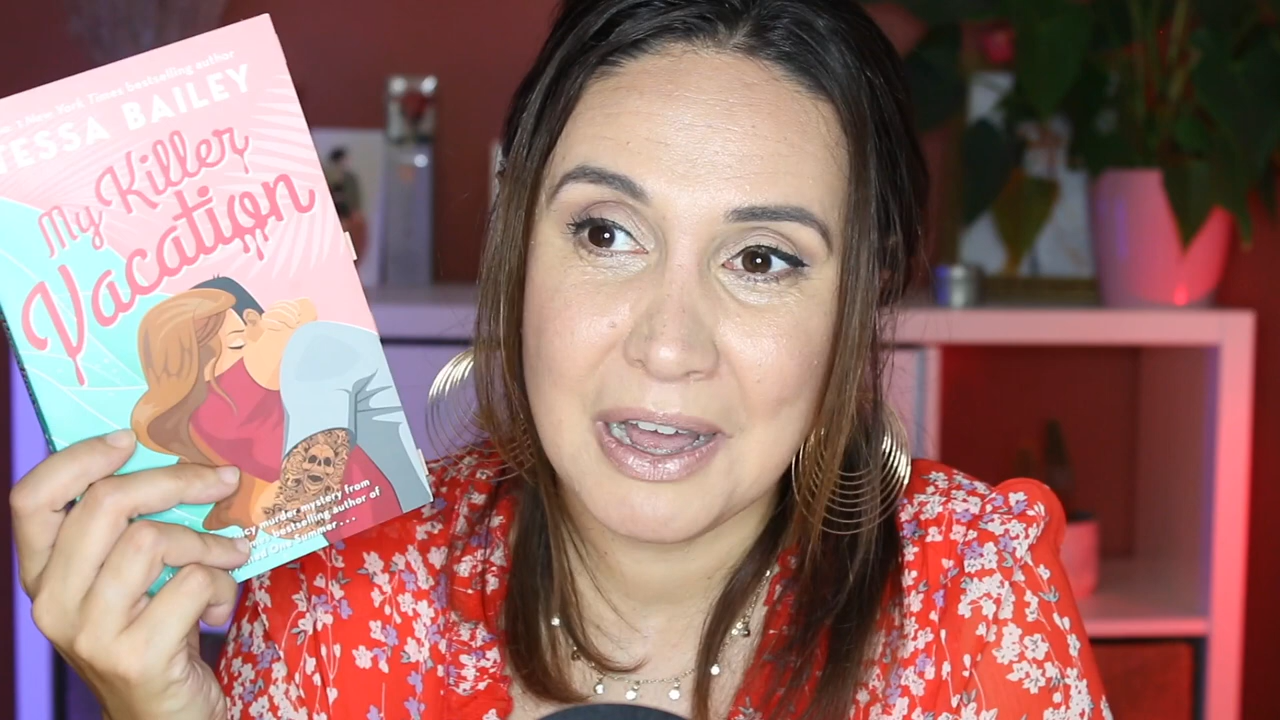 New York Times bestselling author
TESSA BAILEY
My Killer
Vacation
murder mystery from
bestselling author of
One Summer...